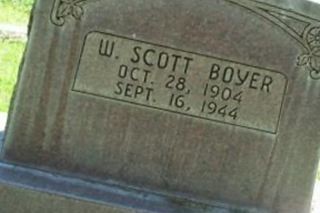 W. SCOTT BOYER
OCT. 28, 1904
SEPT. 16, 1944